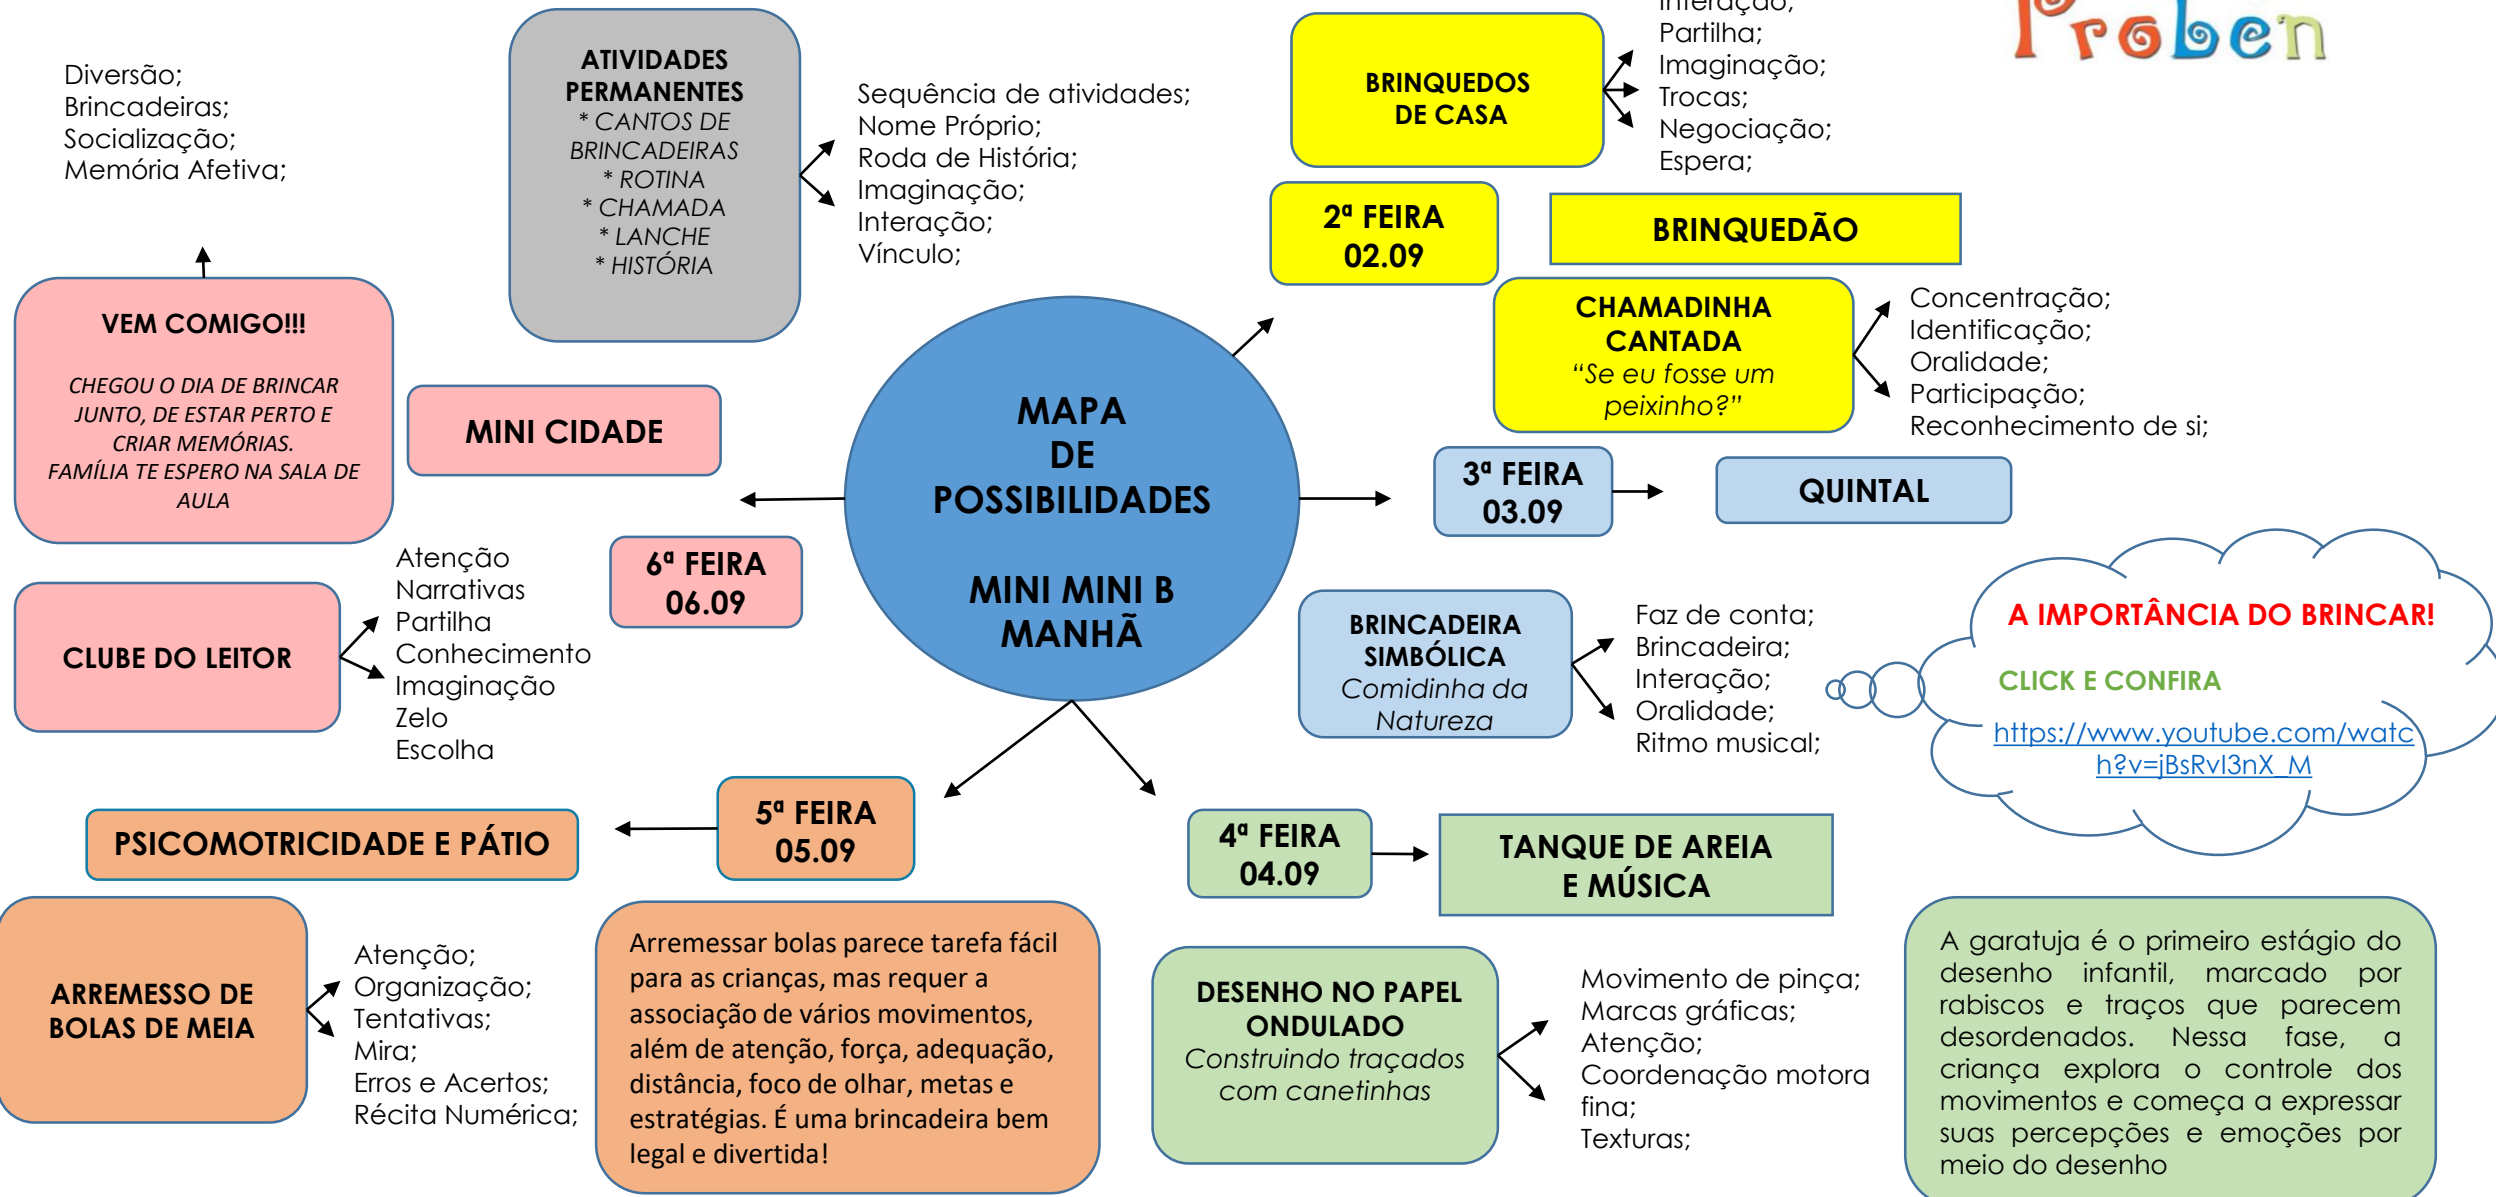 Proben
Diversão;
Brincadeiras;
Socialização;
Memória Afetiva;
ATIVIDADES
PERMANENTES
* CANTOS DE
BRINCADEIRAS
* ROTINA
* CHAMADA
* LANCHE
* HISTÓRIA
Sequência de atividades;
Nome Próprio;
Roda de História;
Imaginação;
Interação;
Vínculo;
BRINQUEDOS
DE CASA
Interação;
Partilha;
Imaginação;
Trocas;
Negociação;
Espera;
2ª FEIRA
02.09
BRINQUEDÃO
CHAMADINHA
CANTADA
“Se eu fosse um
peixinho?”
Concentração;
Identificação;
Oralidade;
Participação;
Reconhecimento de si;
VEM COMIGO!!!
CHEGOU O DIA DE BRINCAR
JUNTO, DE ESTAR PERTO E
CRIAR MEMÓRIAS.
FAMÍLIA TE ESPERO NA SALA DE
AULA
MINI CIDADE
MAPA
DE
POSSIBILIDADES
MINI MINI B
MANHÃ
3ª FEIRA
03.09
QUINTAL
6ª FEIRA
06.09
CLUBE DO LEITOR
Atenção
Narrativas
Partilha
Conhecimento
Imaginação
Zelo
Escolha
BRINCADEIRA
SIMBÓLICA
Comidinha da
Natureza
Faz de conta;
Brincadeira;
Interação;
Oralidade;
Ritmo musical;
A IMPORTÂNCIA DO BRINCAR!
CLICK E CONFIRA
https://www.youtube.com/watc
h?v=jBsRvI3nX_M
PSICOMOTRICIDADE E PÁTIO
5ª FEIRA
05.09
4ª FEIRA
04.09
TANQUE DE AREIA
E MÚSICA
ARREMESSO DE
BOLAS DE MEIA
Atenção;
Organização;
Tentativas;
Mira;
Erros e Acertos;
Récita Numérica;
Arremessar bolas parece tarefa fácil
para as crianças, mas requer a
associação de vários movimentos,
além de atenção, força, adequação,
distância, foco de olhar, metas e
estratégias. É uma brincadeira bem
legal e divertida!
DESENHO NO PAPEL
ONDULADO
Construindo traçados
com canetinhas
Movimento de pinça;
Marcas gráficas;
Atenção;
Coordenação motora
fina;
Texturas;
A garatuja é o primeiro estágio do
desenho infantil, marcado por
rabiscos e traços que parecem
desordenados. Nessa fase, a
criança explora o controle dos
movimentos e começa a expressar
suas percepções e emoções por
meio do desenho